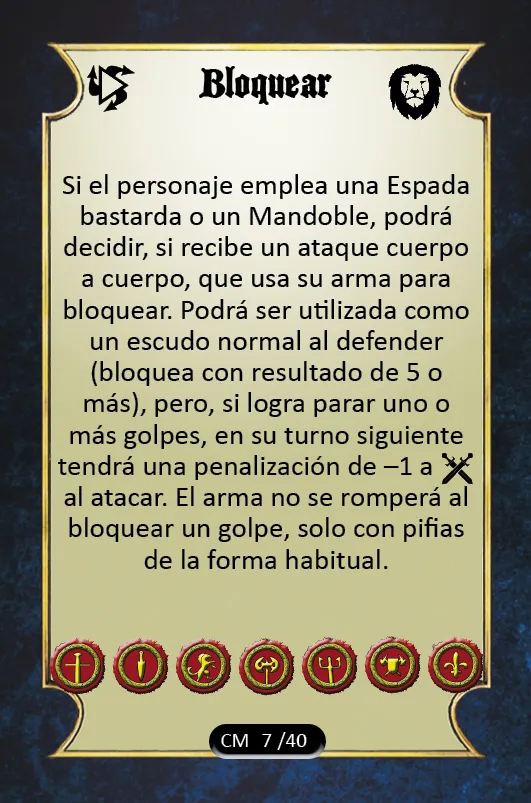 Bloquear
Si el personaje emplea una Espada
bastarda o un Mandoble, podrá
decidir, si recibe un ataque cuerpo
a cuerpo, que usa su arma para
bloquear. Podrá ser utilizada como
un escudo normal al defender
(bloquea con resultado de 5 o
más), pero, si logra parar uno o
más golpes, en su turno siguiente
tendrá una penalización de –1 a
al atacar. El arma no se romperá al
bloquear un golpe, solo con pifias
de la forma habitual.
CM 7 /40